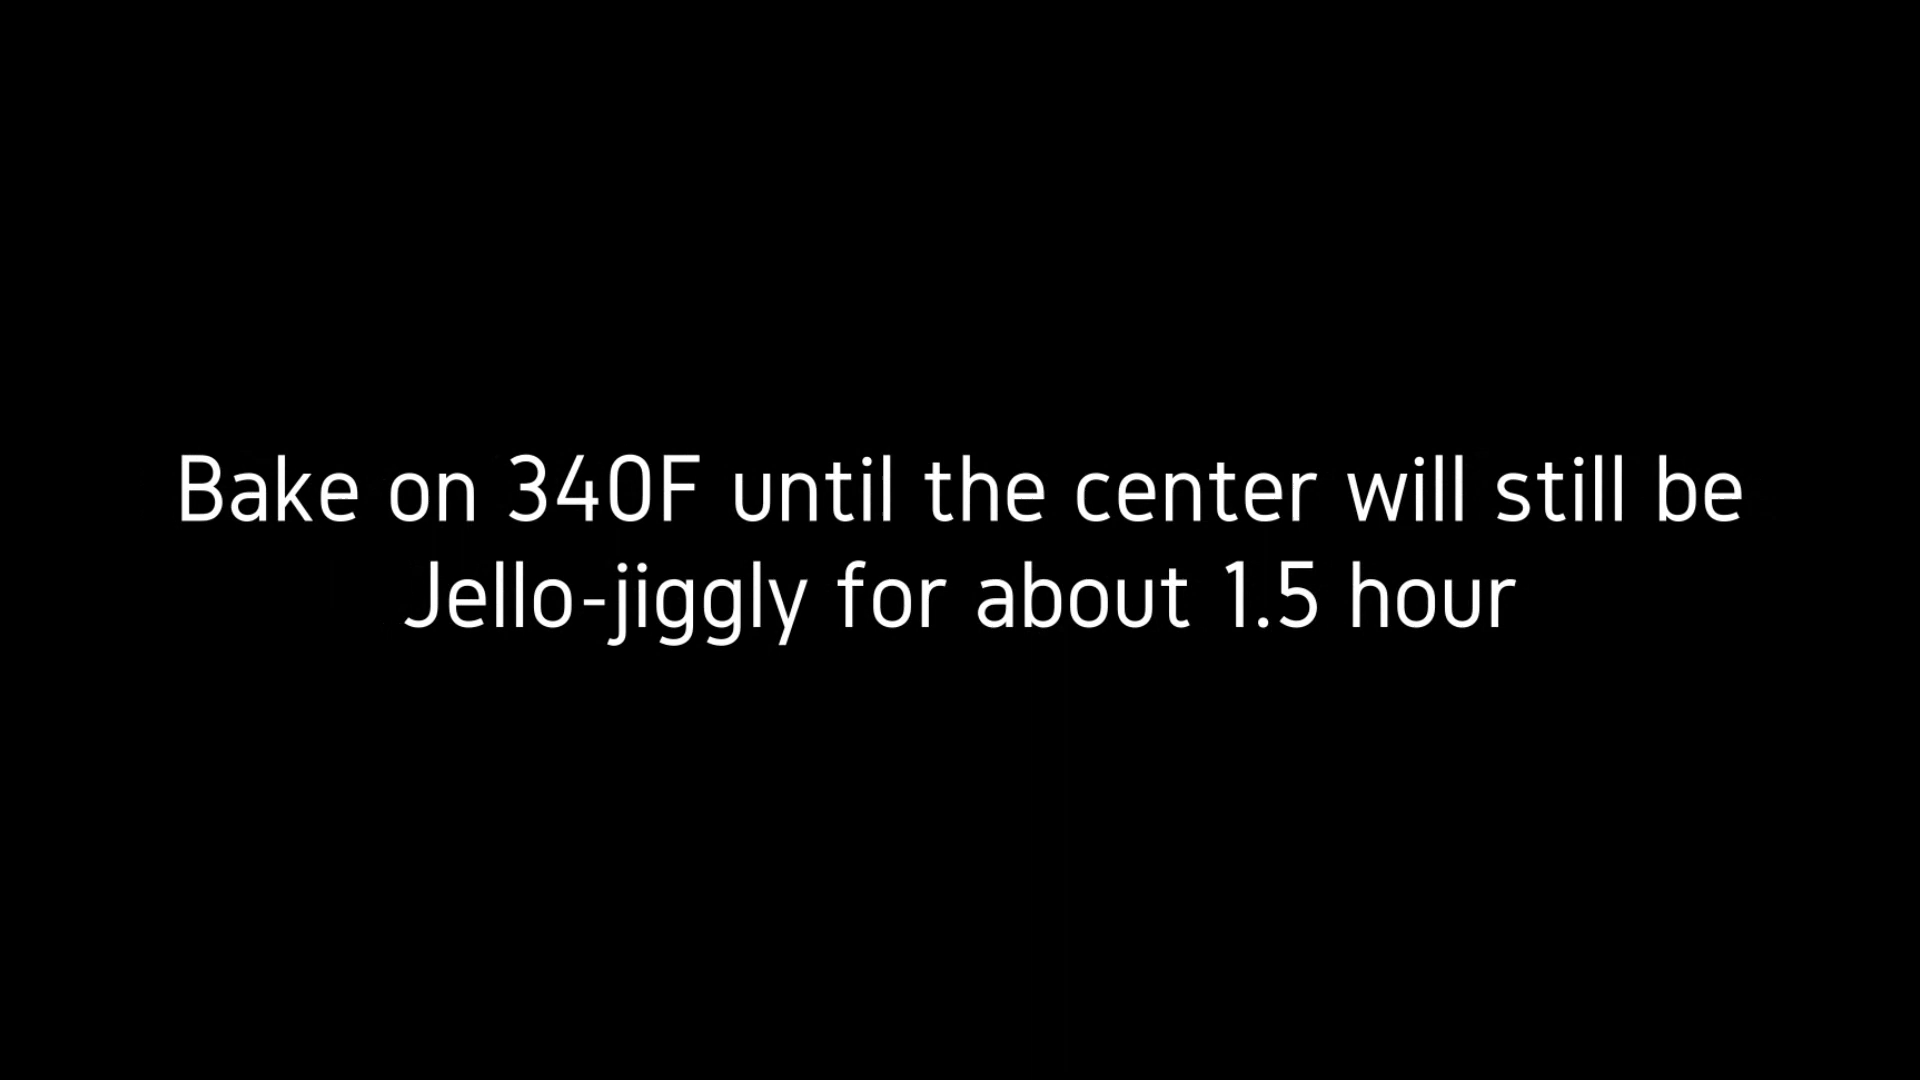 Bake on 340F until the center will still be
Jello-jiggly for about 1.5 hour